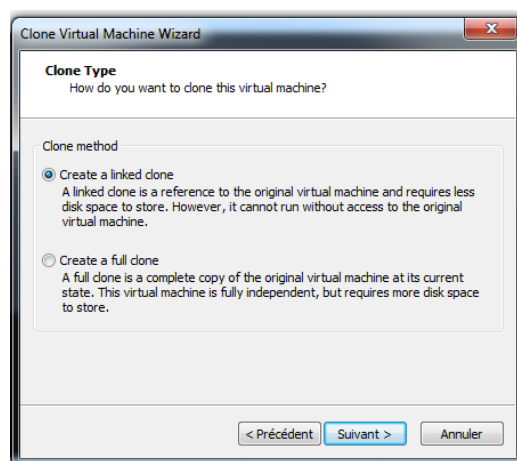 Clone Virtual Machine Wizard
Clone Type
How do you want to clone this virtual machine?
Clone method
Create a linked clone
A linked clone is a reference to the original virtual machine and requires less
disk space to store. However, it cannot run without access to the original
virtual machine.
Create a full clone
A full clone is a complete copy of the original virtual machine at its current
state. This virtual machine is fully independent, but requires more disk space
to store.
< Précédent Suivant > Annuler